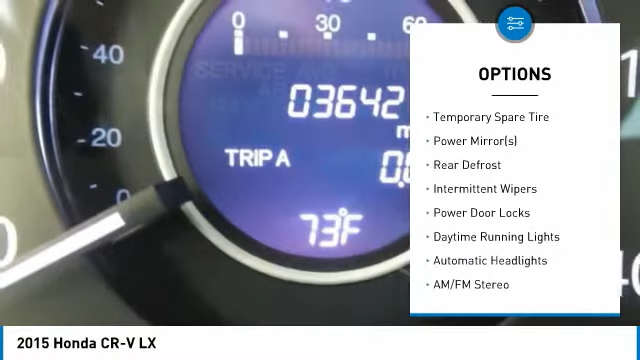 0 30 60
40
20
0
03642
TRIP A
73°F
OPTIONS
Temporary Spare Tire
Power Mirror(s)
Rear Defrost
Intermittent Wipers
Power Door Locks
Daytime Running Lights
Automatic Headlights
AM/FM Stereo
2015 Honda CR-V LX